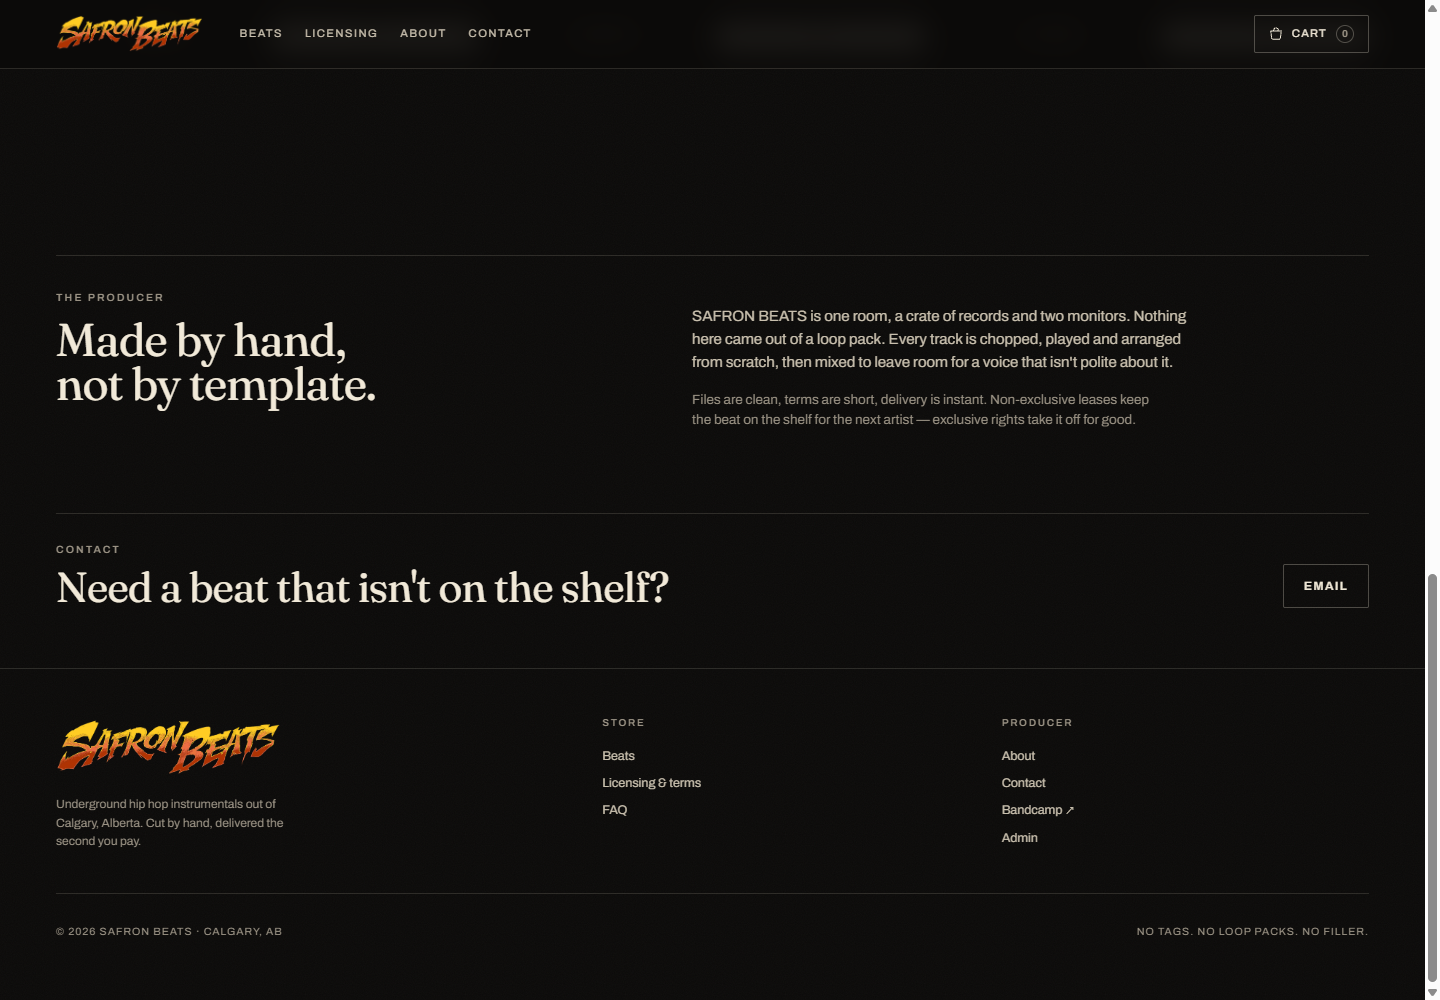 SAFRON BEATS
BEATS
LICENSING
ABOUT
CONTACT
CART 0
THE PRODUCER
Made by hand,
not by template.
SAFRON BEATS is one room, a crate of records and two monitors. Nothing
here came out of a loop pack. Every track is chopped, played and arranged
from scratch, then mixed to leave room for a voice that isn't polite about it.
Files are clean, terms are short, delivery is instant. Non-exclusive leases keep
the beat on the shelf for the next artist — exclusive rights take it off for good.
CONTACT
Need a beat that isn't on the shelf?
EMAIL
SAFRON BEATS
Underground hip hop instrumentals out of
Calgary, Alberta. Cut by hand, delivered the
second you pay.
STORE
Beats
Licensing & terms
FAQ
PRODUCER
About
Contact
Bandcamp ↗
Admin
© 2026 SAFRON BEATS · CALGARY, AB
NO TAGS. NO LOOP PACKS. NO FILLER.